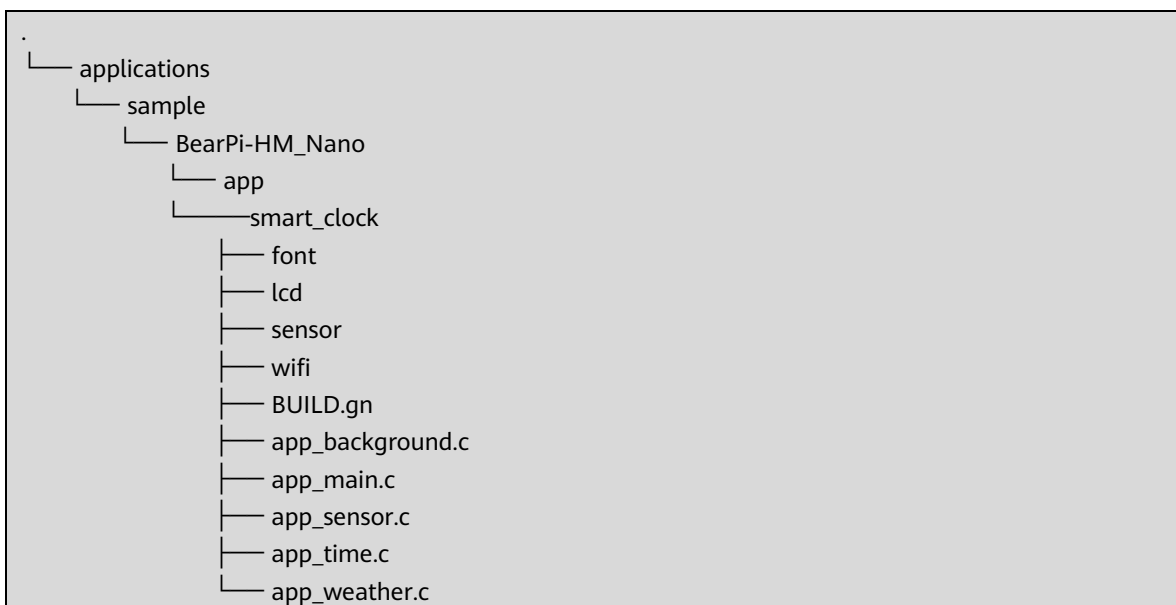 .
└── applications
    └── sample
        └── BearPi-HM_Nano
            └── app
            └────smart_clock
                ├── font
                ├── lcd
                ├── sensor
                ├── wifi
                ├── BUILD.gn
                ├── app_background.c
                ├── app_main.c
                ├── app_sensor.c
                ├── app_time.c
                └── app_weather.c